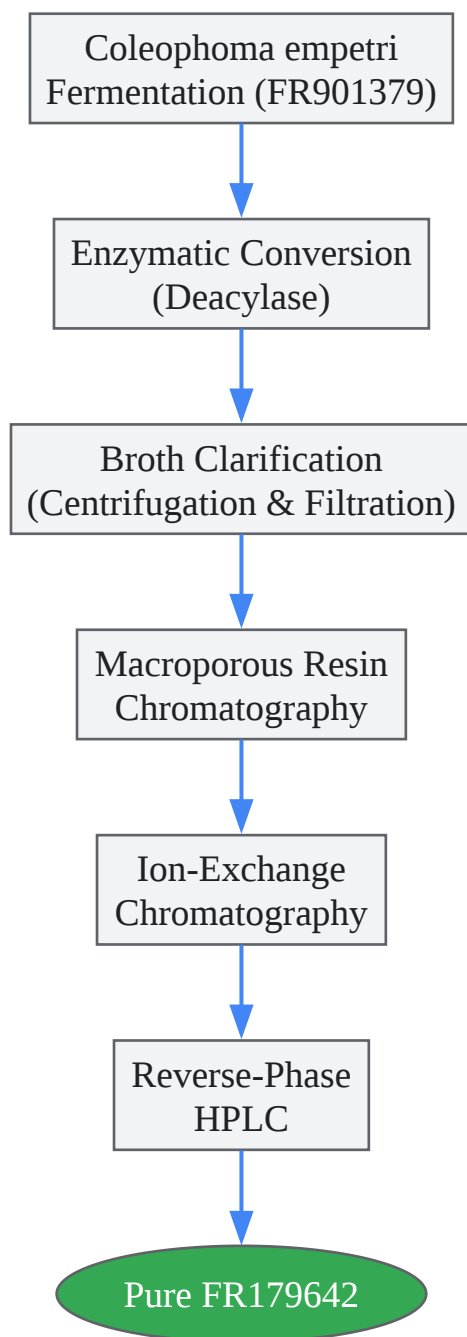 Coleophoma empetri
Fermentation (FR901379)
Enzymatic Conversion
(Deacylase)
Broth Clarification
(Centrifugation & Filtration)
Macroporous Resin
Chromatography
Ion-Exchange
Chromatography
Reverse-Phase
HPLC
Pure FR179642